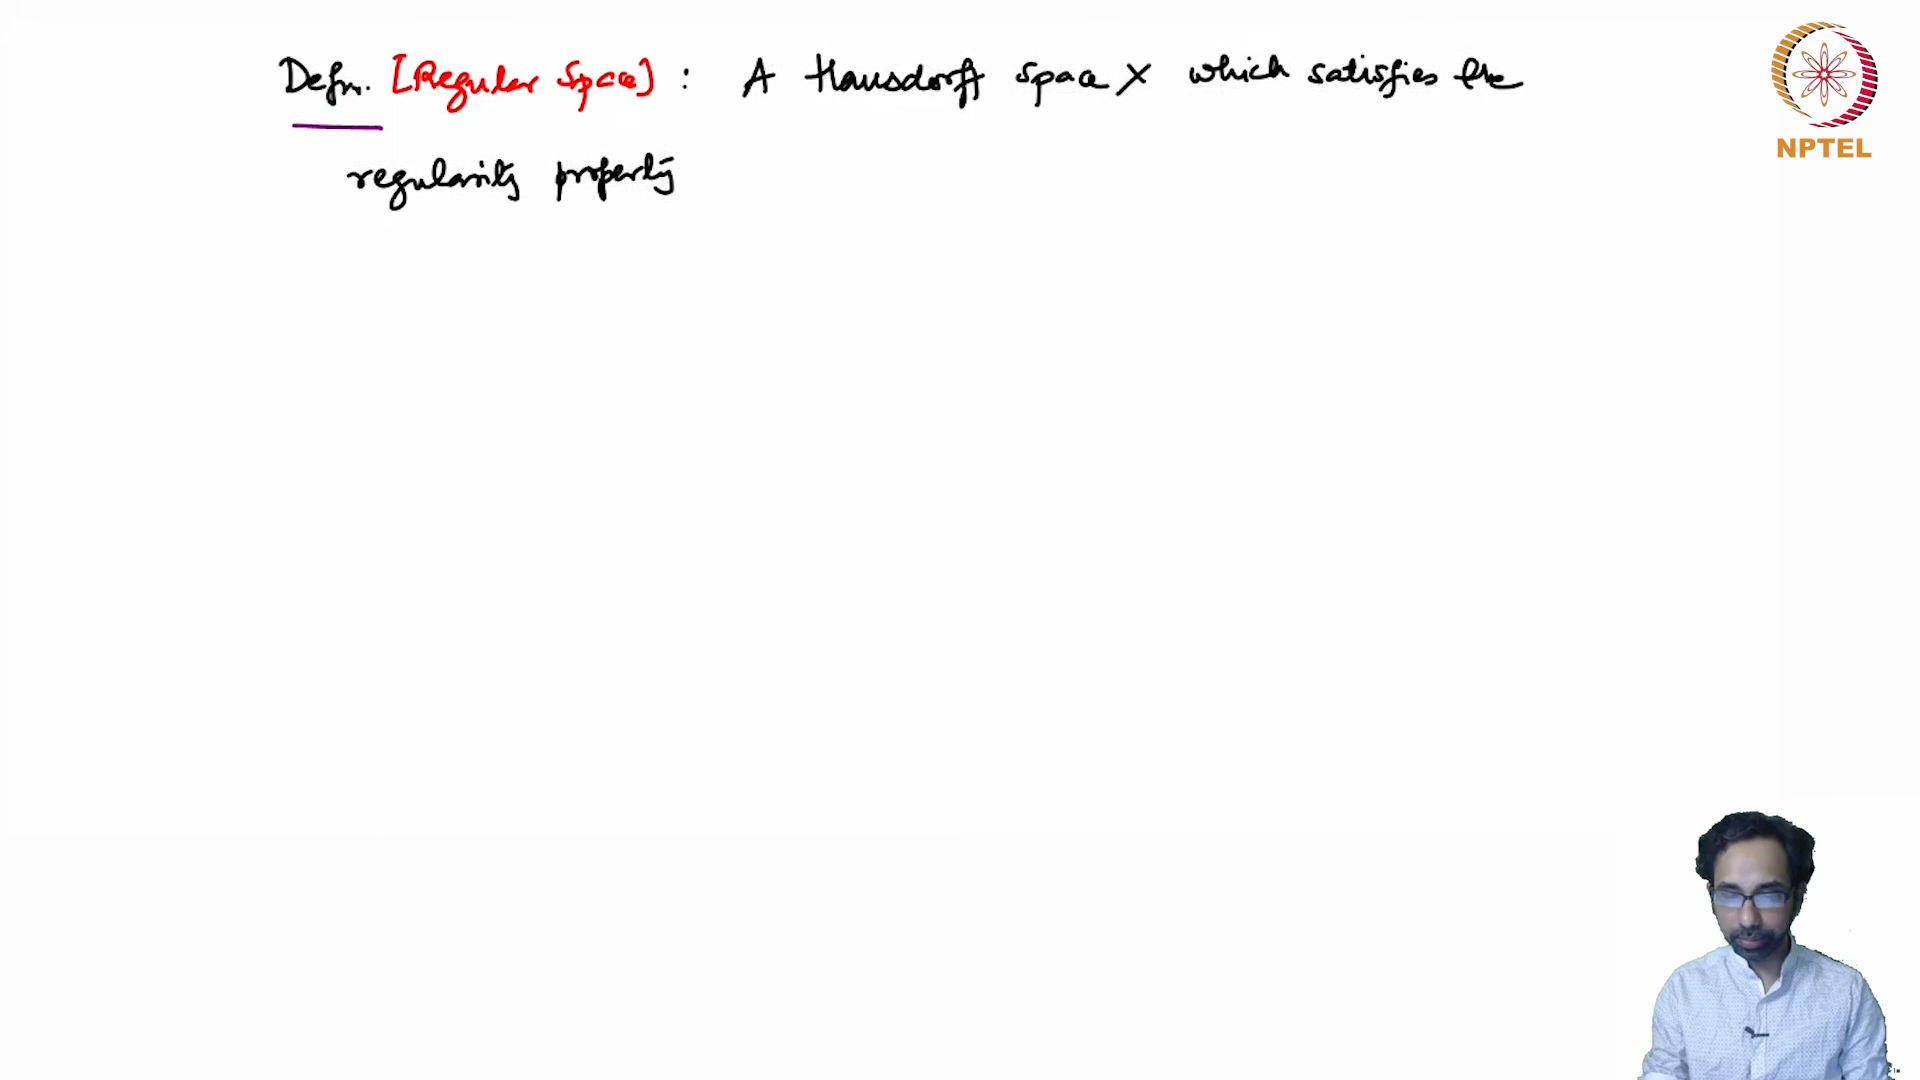 Defn. [Regular Space] : A Hausdorff space X which satisfies the
regularity property
NPTEL